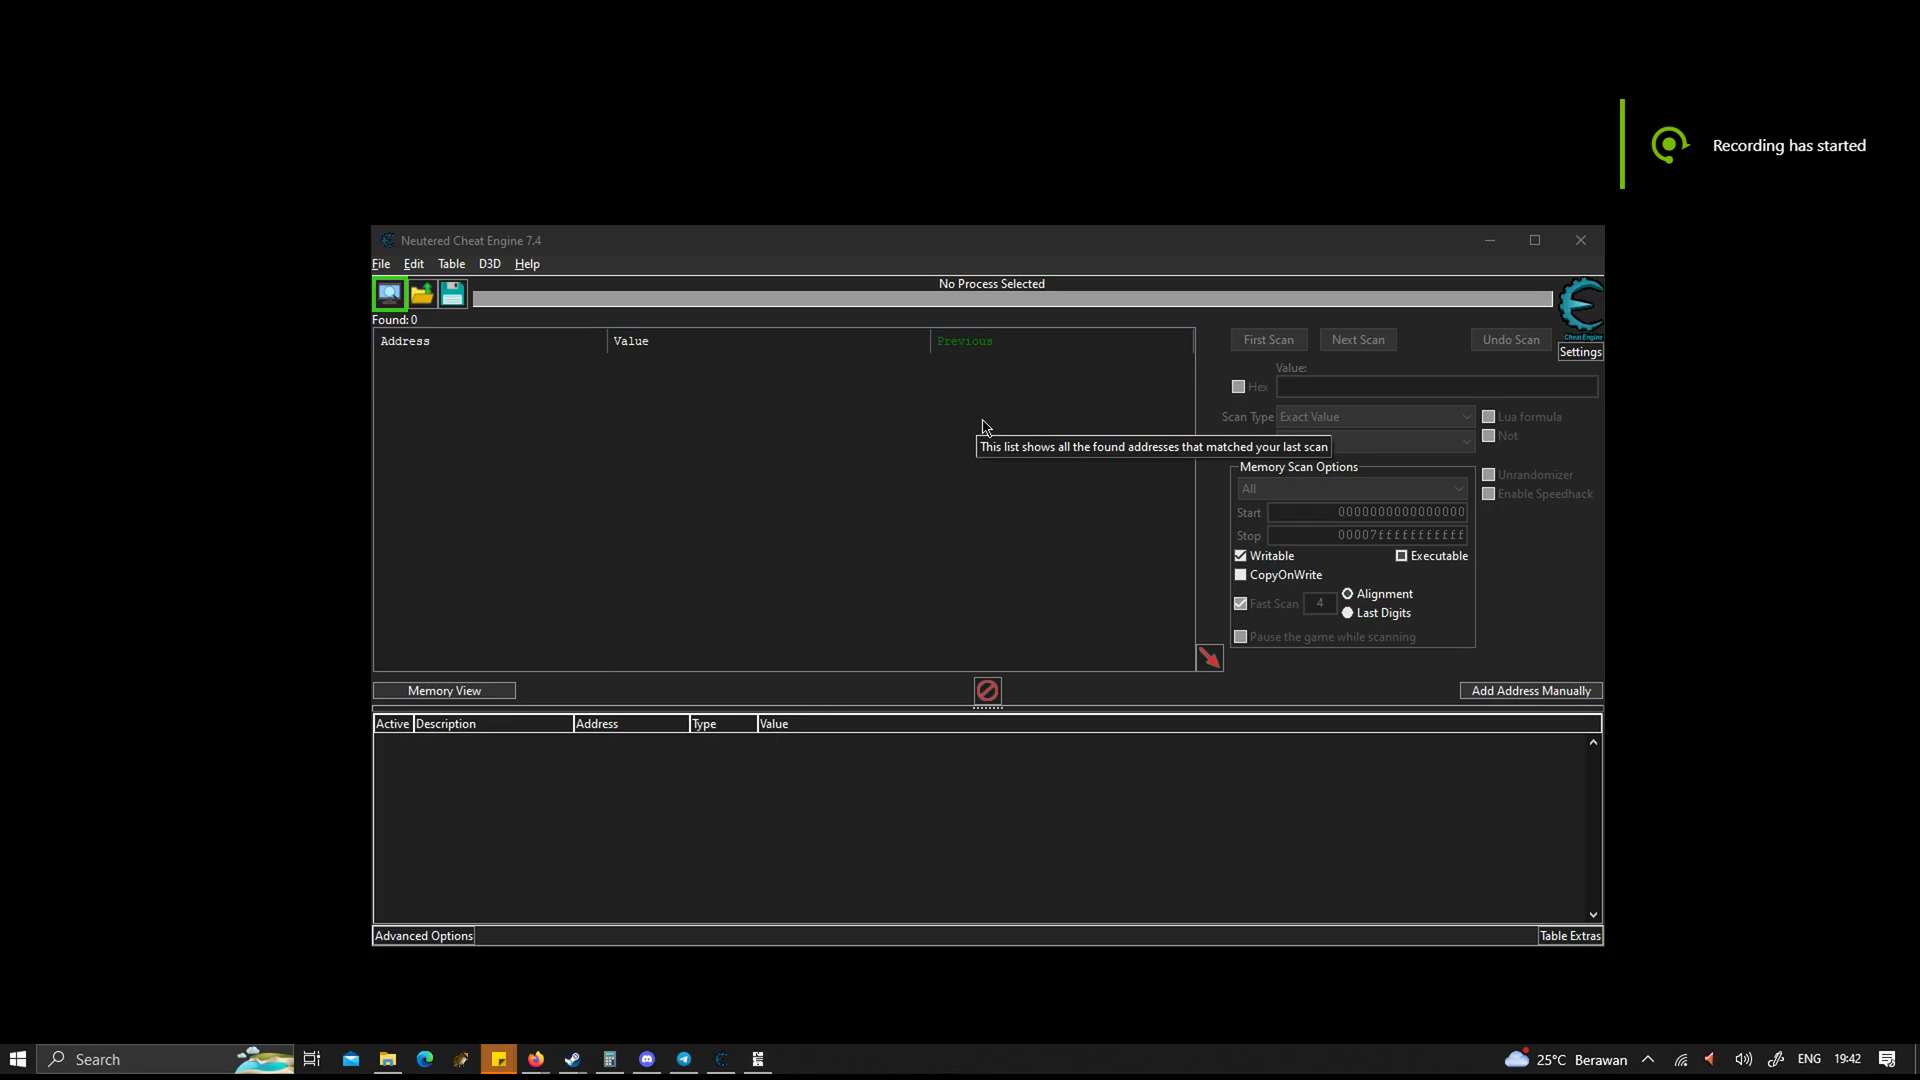 Recording has started
Neutered Cheat Engine 7.4
File Edit Table D3D Help
No Process Selected
Found: 0
Address Value Previous
First Scan Next Scan Undo Scan
Cheat Engine
Settings
Value:
Hex
Scan Type Exact Value
Lua formula
Not
This list shows all the found addresses that matched your last scan
Memory Scan Options
All
Unrandomizer
Enable Speedhack
Start 0000000000000000
Stop 00007fffffffffff
Writable Executable
CopyOnWrite
Fast Scan 4 Alignment
Last Digits
Pause the game while scanning
Memory View Add Address Manually
Active Description Address Type Value
Advanced Options Table Extras
Search 25°C Berawan ENG 19:42